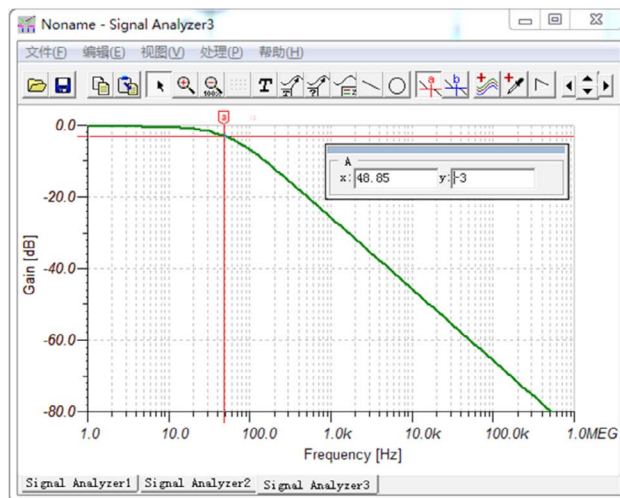 Noname - Signal Analyzer3
文件(F) 编辑(E) 视图(V) 处理(P) 帮助(H)
100% T a b
a
0.0
A
x: 48.85 y: -3
-20.0
Gain [dB]
-40.0
-60.0
-80.0
1.0 10.0 100.0 1.0k 10.0k 100.0k 1.0MEG
Frequency [Hz]
Signal Analyzer1 Signal Analyzer2 Signal Analyzer3